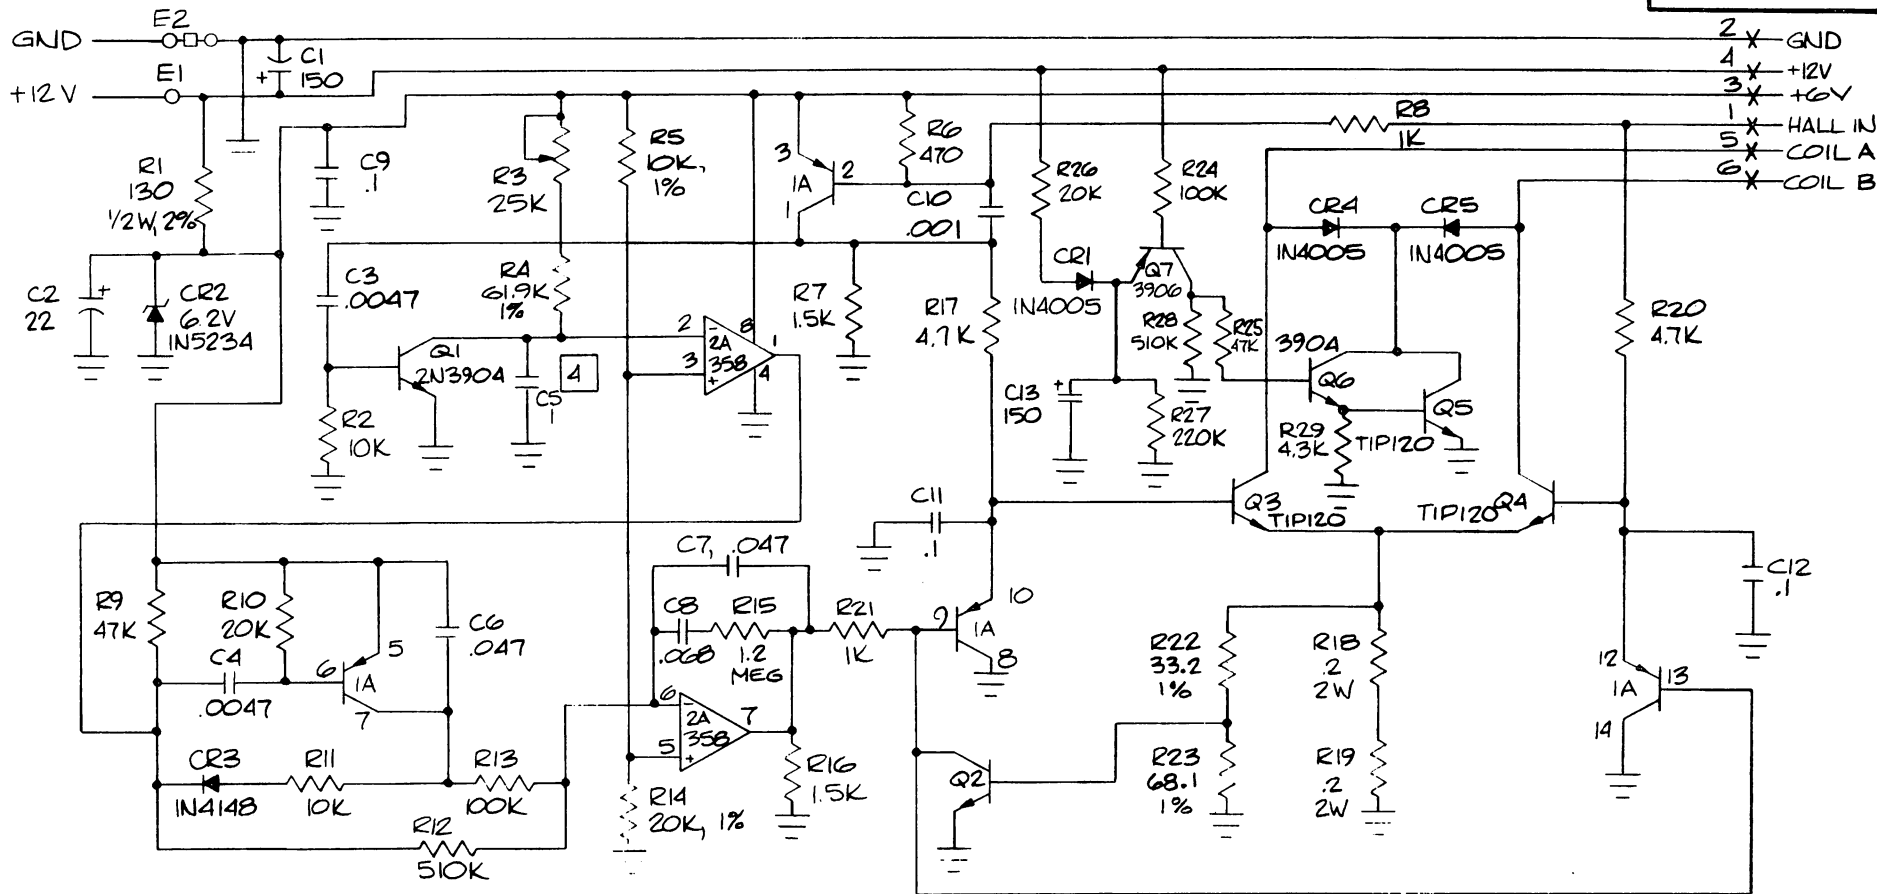 E2
GND
C1
+ 150
E1
+12V
2 X GND
4 X +12V
3 X +6V
1 X HALL IN
5 X COIL A
6 X COIL B
R8
1K
R1
130
1/2W, 2%
C9
.1
R3
25K
R5
10K,
1%
3
1A
2
1
R6
470
C10
.001
R26
20K
R24
100K
CR4
1N4005
CR5
1N4005
C2
22
+
CR2
6.2V
1N5234
C3
.0047
R4
61.9K
1%
R7
1.5K
R17
4.7K
CR1
1N4005
Q7
3906
R28
510K
R25
47K
3904
Q6
R20
4.7K
Q1
2N3904
2
3
-
+
2A
358
8
1
4
C5
1
4
R2
10K
+
C13
150
R27
220K
R29
4.3K
TIP120
Q5
C11
.1
Q3
TIP120
TIP120
Q4
C12
.1
C7, .047
R9
47K
R10
20K
C6
.047
C4
.0047
6
5
1A
7
C8
.068
R15
1.2
MEG
R21
1K
9
10
1A
8
R22
33.2
1%
R18
.2
2W
12
1A
13
14
6
5
-
+
2A
358
7
CR3
1N4148
R11
10K
R13
100K
R12
510K
R14
20K, 1%
R16
1.5K
Q2
R23
68.1
1%
R19
.2
2W